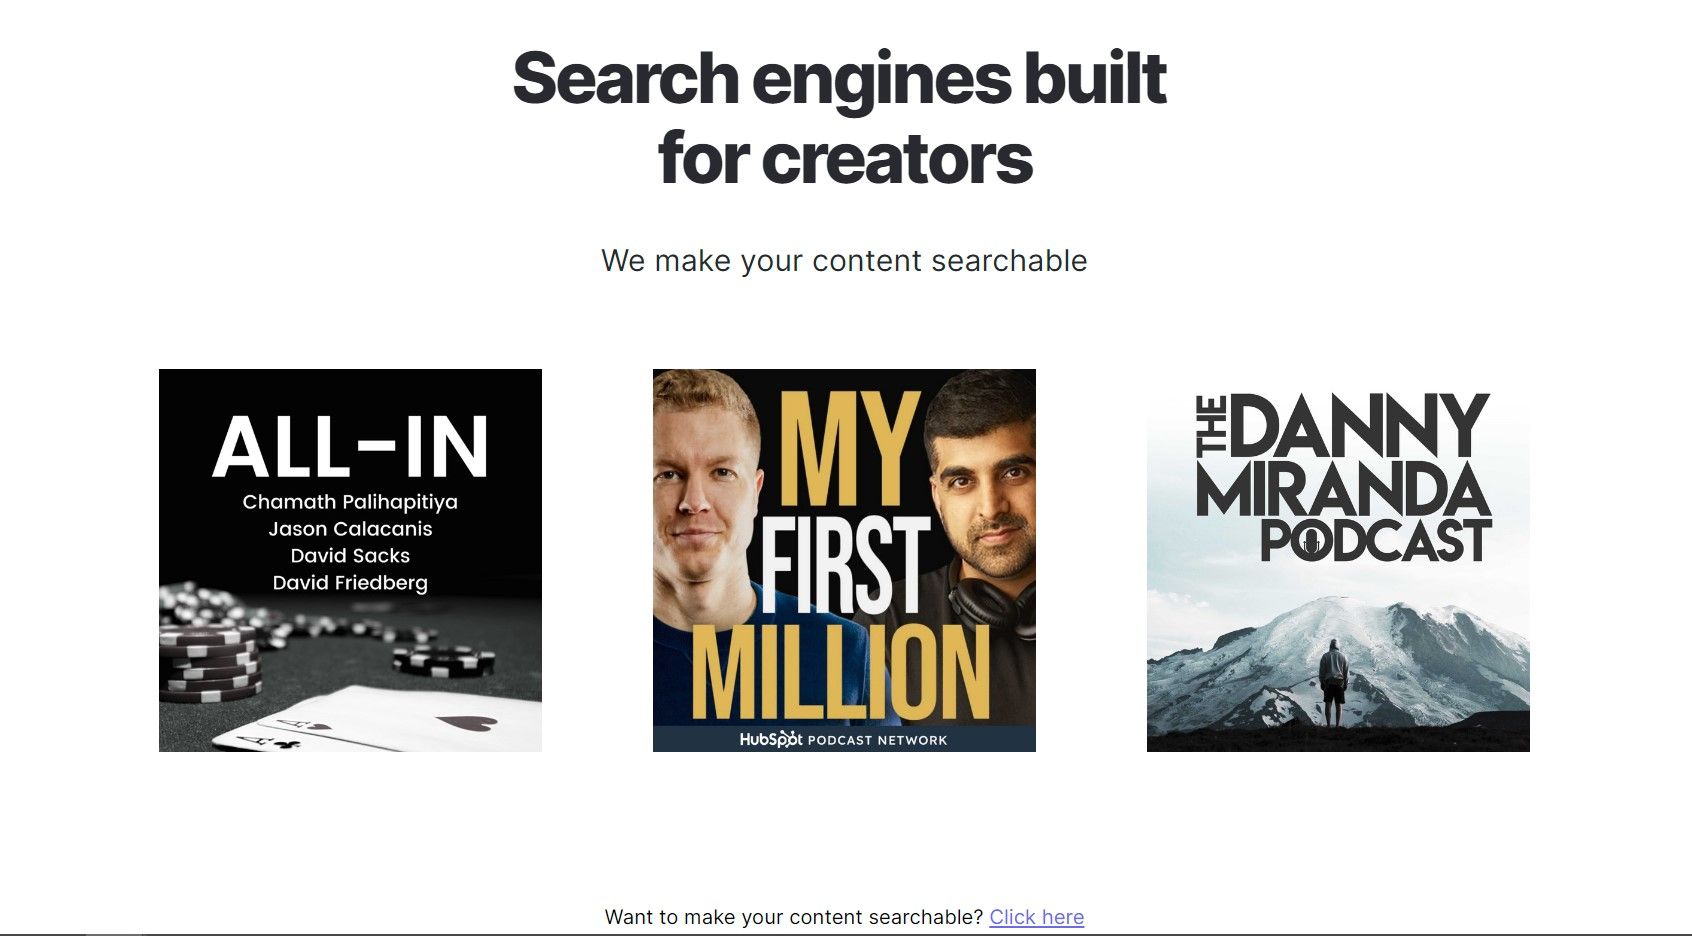 Search engines built
for creators
We make your content searchable
ALL-IN
Chamath Palihapitiya
Jason Calacanis
David Sacks
David Friedberg
MY
FIRST
MILLION
HubSpot PODCAST NETWORK
THE DANNY
MIRANDA
PODCAST
Want to make your content searchable? Click here